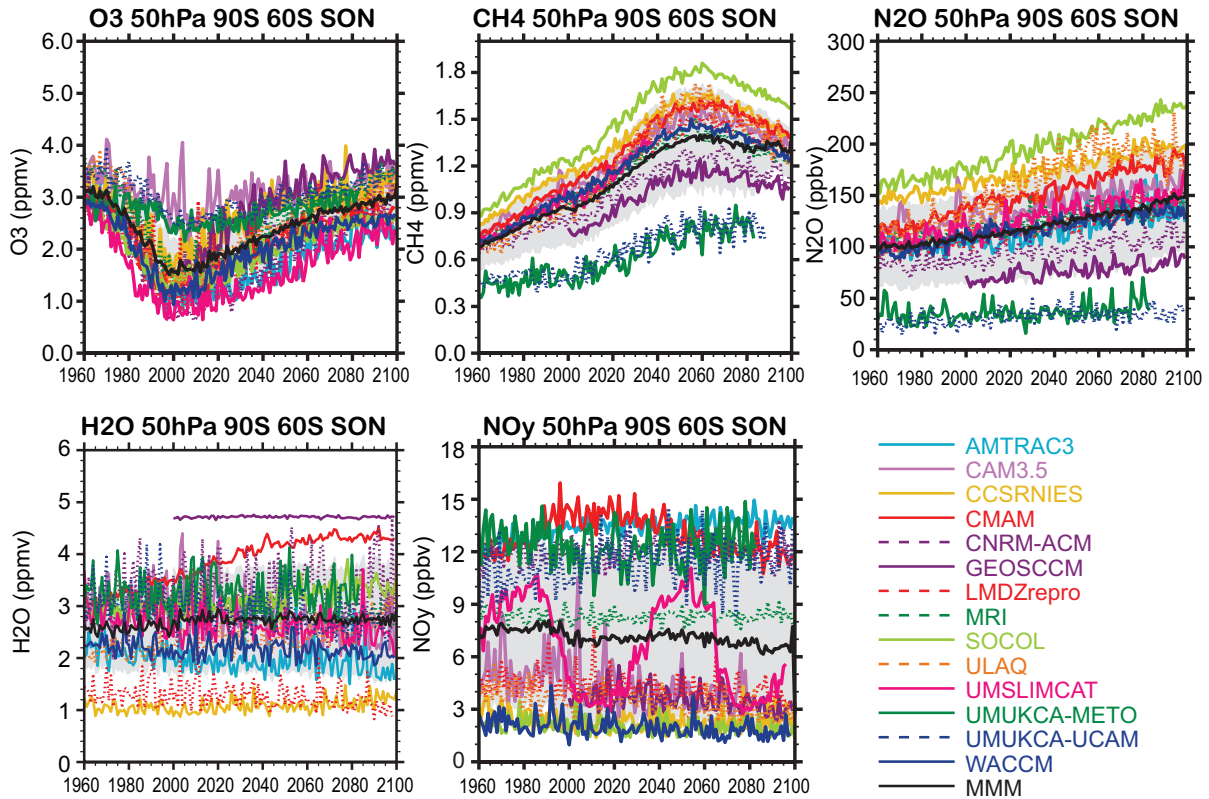 O3 50hPa 90S 60S SON
CH4 50hPa 90S 60S SON
N2O 50hPa 90S 60S SON
O3 (ppmv)
6.0
5.0
4.0
3.0
2.0
1.0
0.0
1960 1980 2000 2020 2040 2060 2080 2100
CH4 (ppmv)
1.8
1.5
1.2
0.9
0.6
0.3
0.0
1960 1980 2000 2020 2040 2060 2080 2100
N2O (ppbv)
300
250
200
150
100
50
0
1960 1980 2000 2020 2040 2060 2080 2100
H2O 50hPa 90S 60S SON
NOy 50hPa 90S 60S SON
H2O (ppmv)
6
5
4
3
2
1
0
1960 1980 2000 2020 2040 2060 2080 2100
NOy (ppbv)
18
15
12
9
6
3
0
1960 1980 2000 2020 2040 2060 2080 2100
AMTRAC3
CAM3.5
CCSRNIES
CMAM
CNRM-ACM
GEOSCCM
LMDZrepro
MRI
SOCOL
ULAQ
UMSLIMCAT
UMUKCA-METO
UMUKCA-UCAM
WACCM
MMM